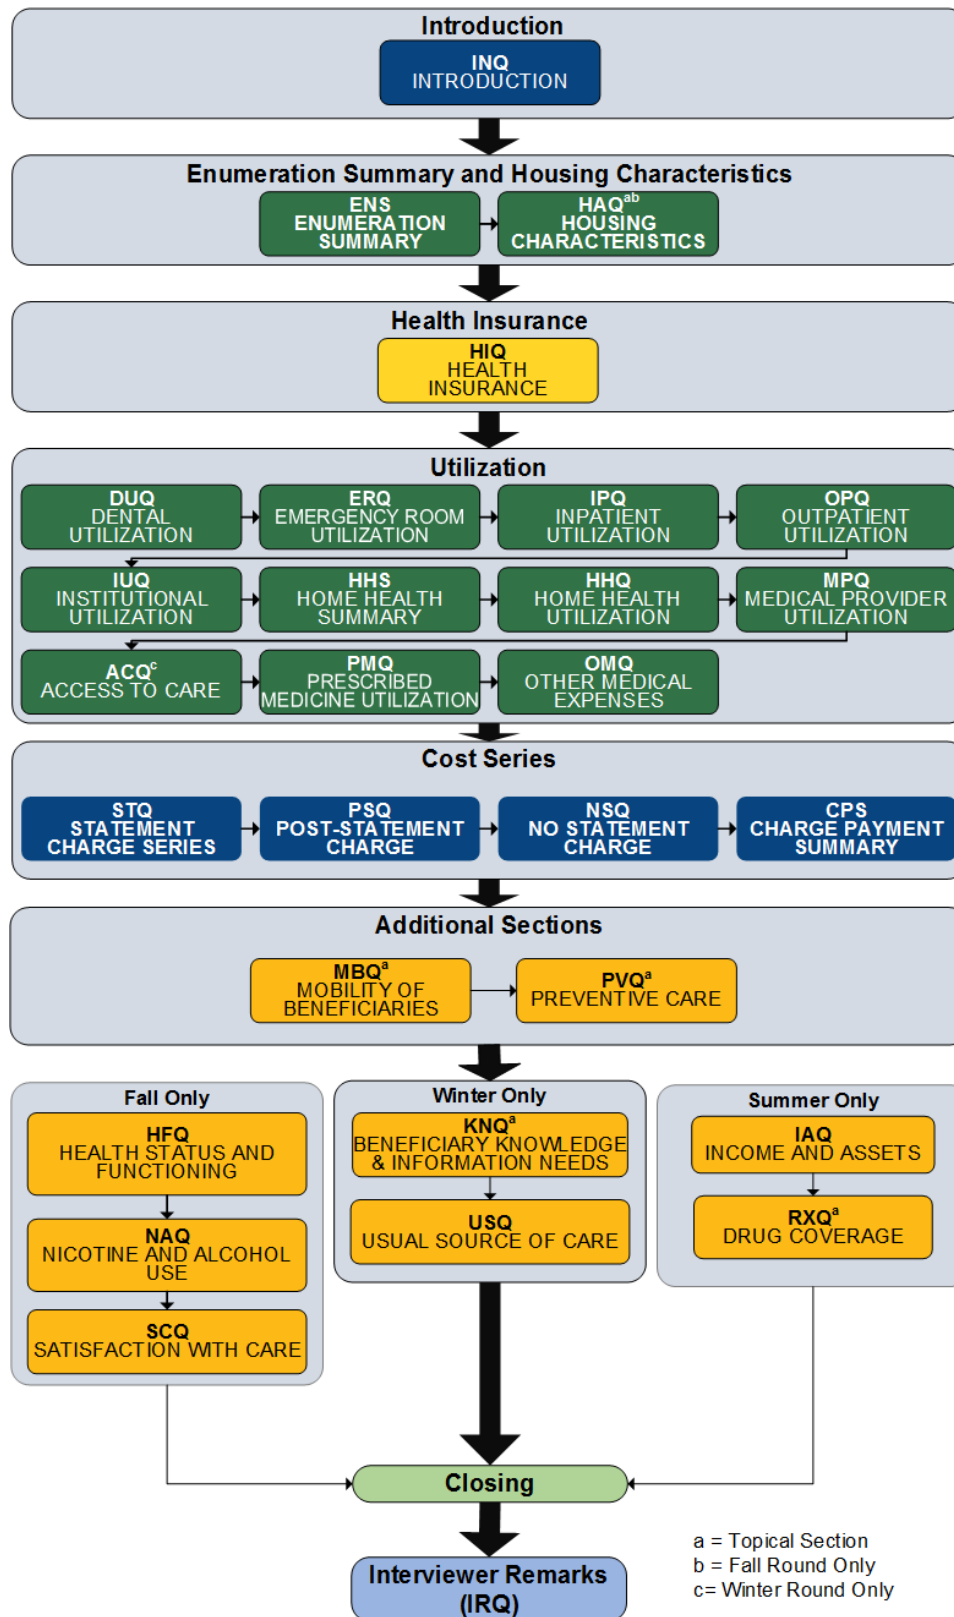 Introduction
INQ
INTRODUCTION
Enumeration Summary and Housing Characteristics
ENS
ENUMERATION
SUMMARY
HAQab
HOUSING
CHARACTERISTICS
Health Insurance
HIQ
HEALTH
INSURANCE
Utilization
DUQ
DENTAL
UTILIZATION
ERQ
EMERGENCY ROOM
UTILIZATION
IPQ
INPATIENT
UTILIZATION
OPQ
OUTPATIENT
UTILIZATION
IUQ
INSTITUTIONAL
UTILIZATION
HHS
HOME HEALTH
SUMMARY
HHQ
HOME HEALTH
UTILIZATION
MPQ
MEDICAL PROVIDER
UTILIZATION
ACQc
ACCESS TO CARE
PMQ
PRESCRIBED
MEDICINE UTILIZATION
OMQ
OTHER MEDICAL
EXPENSES
Cost Series
STQ
STATEMENT
CHARGE SERIES
PSQ
POST-STATEMENT
CHARGE
NSQ
NO STATEMENT
CHARGE
CPS
CHARGE PAYMENT
SUMMARY
Additional Sections
MBQa
MOBILITY OF
BENEFICIARIES
PVQa
PREVENTIVE CARE
Fall Only
HFQ
HEALTH STATUS AND
FUNCTIONING
NAQ
NICOTINE AND ALCOHOL
USE
SCQ
SATISFACTION WITH CARE
Winter Only
KNQa
BENEFICIARY KNOWLEDGE
& INFORMATION NEEDS
USQ
USUAL SOURCE OF CARE
Summer Only
IAQ
INCOME AND ASSETS
RXQa
DRUG COVERAGE
Closing
Interviewer Remarks
(IRQ)
a = Topical Section
b = Fall Round Only
c= Winter Round Only